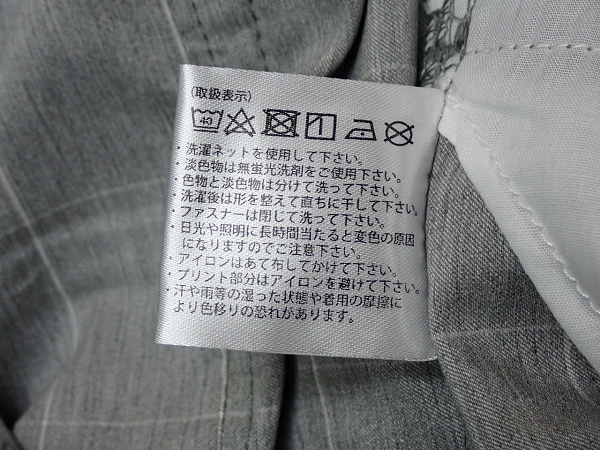 (取扱表示)
40
・洗濯ネットを使用して下さい。
・淡色物は無蛍光洗剤をご使用下さい。
・色物と淡色物は分けて洗って下さい。
・洗濯後は形を整えて直ちに干して下さい。
・ファスナーは閉じて洗って下さい。
・日光や照明に長時間当たると変色の原因
になりますのでご注意下さい。
・アイロンはあて布してかけて下さい。
・プリント部分はアイロンを避けて下さい。
・汗や雨等の湿った状態や着用の摩擦に
より色移りの恐れがあります。